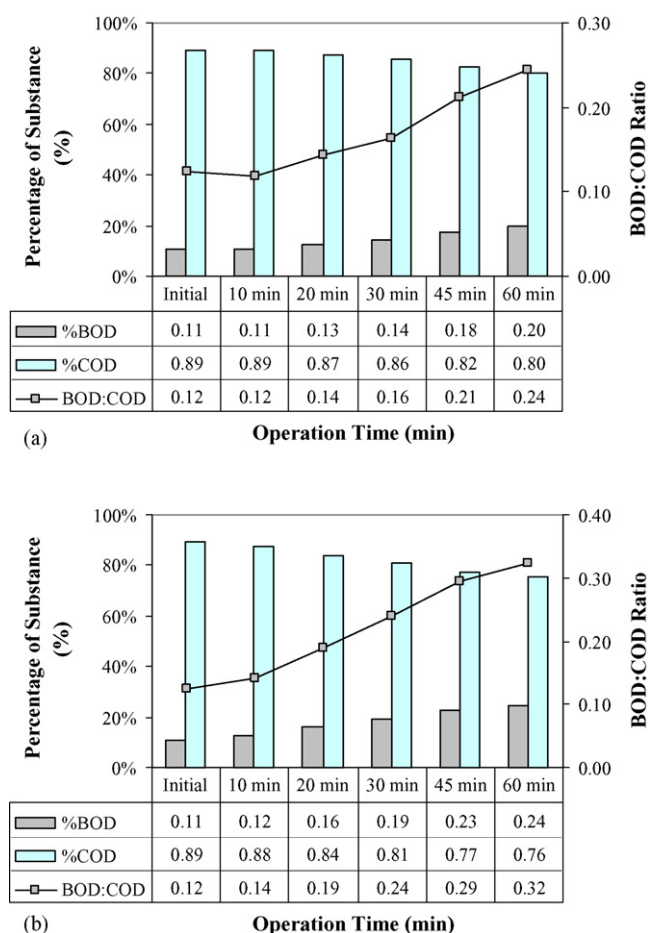 100%
80%
60%
40%
20%
0%
Percentage of Substance
(%)
0.30
0.20
0.10
0.00
BOD:COD Ratio
Initial 10 min 20 min 30 min 45 min 60 min
%BOD 0.11 0.11 0.13 0.14 0.18 0.20
%COD 0.89 0.89 0.87 0.86 0.82 0.80
BOD:COD 0.12 0.12 0.14 0.16 0.21 0.24
(a) Operation Time (min)
100%
80%
60%
40%
20%
0%
Percentage of Substance
(%)
0.40
0.30
0.20
0.10
0.00
BOD:COD Ratio
Initial 10 min 20 min 30 min 45 min 60 min
%BOD 0.11 0.12 0.16 0.19 0.23 0.24
%COD 0.89 0.88 0.84 0.81 0.77 0.76
BOD:COD 0.12 0.14 0.19 0.24 0.29 0.32
(b) Operation Time (min)